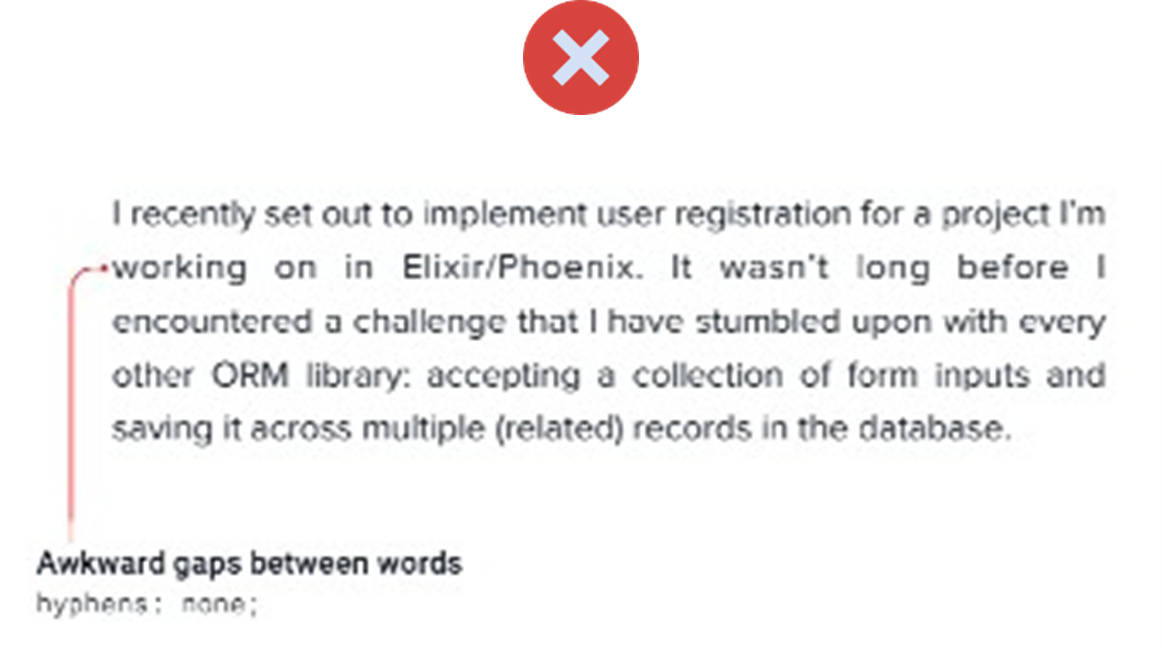 I recently set out to implement user registration for a project I'm
working on in Elixir/Phoenix. It wasn't long before I
encountered a challenge that I have stumbled upon with every
other ORM library: accepting a collection of form inputs and
saving it across multiple (related) records in the database.
Awkward gaps between words
hyphens: none;